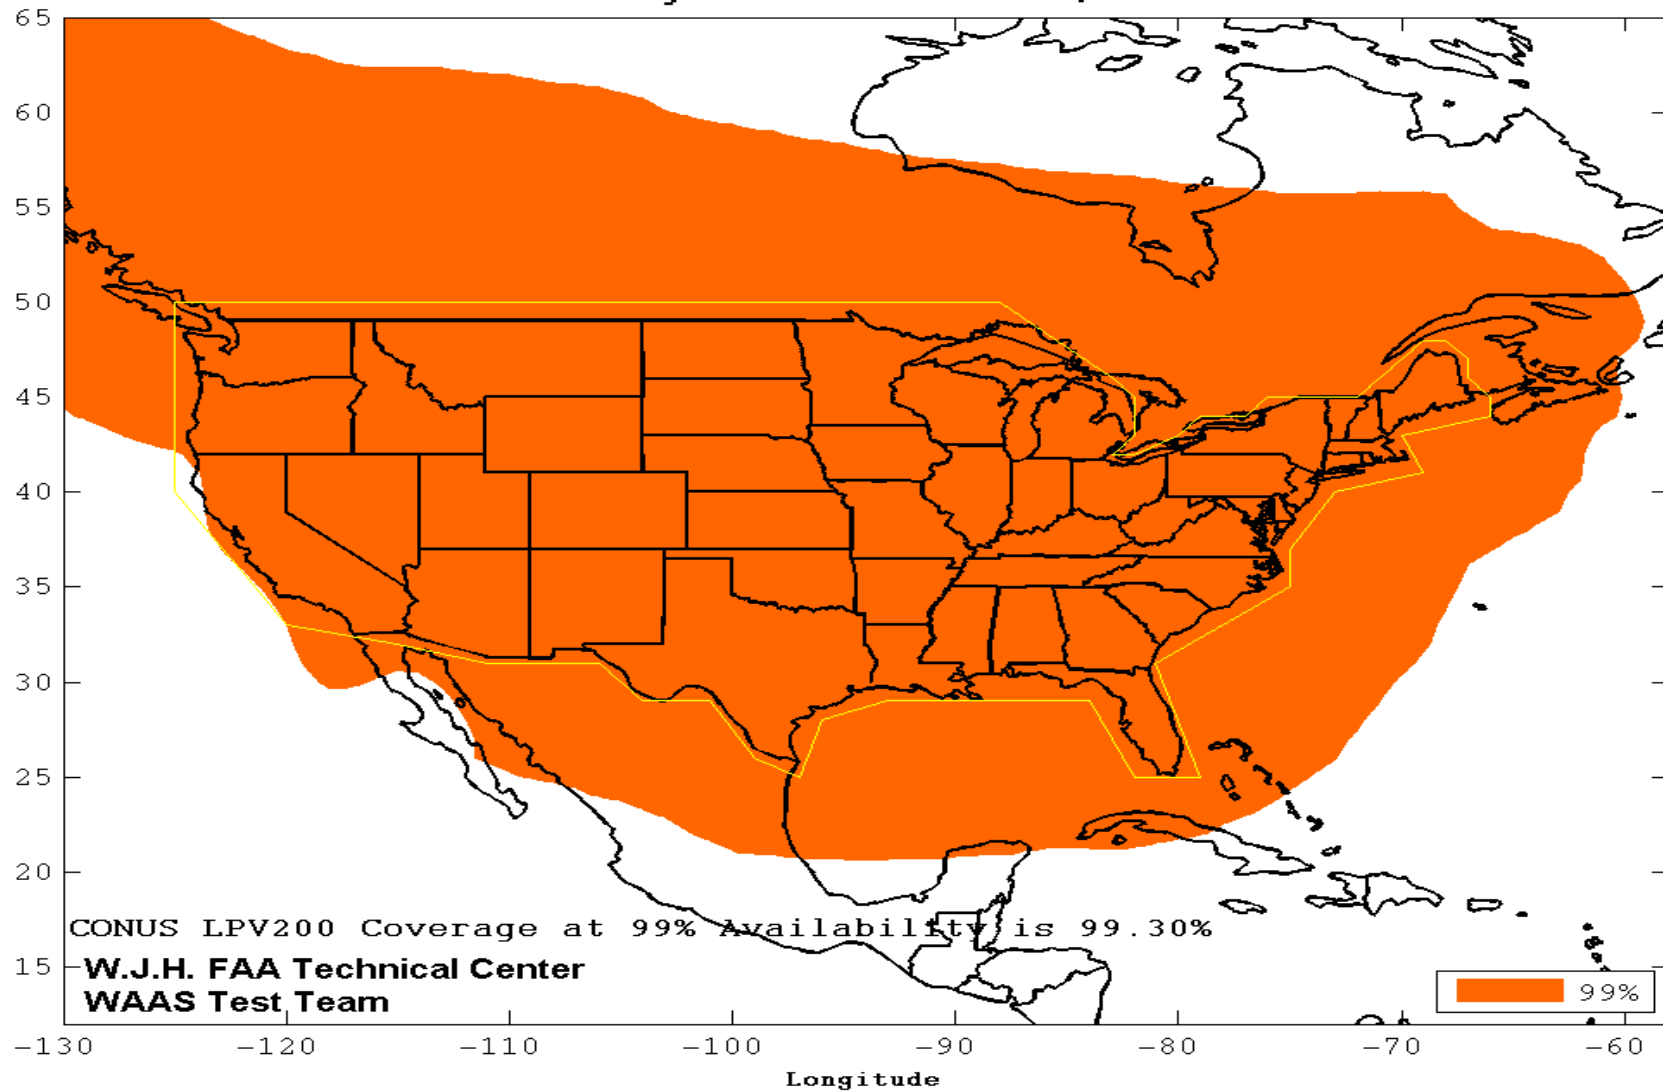 65
60
55
50
45
40
35
30
25
20
CONUS LPV200 Coverage at 99% Availability is 99.30%
15
W.J.H. FAA Technical Center
WAAS Test Team
99%
-130 -120 -110 -100 -90 -80 -70 -60
Longitude